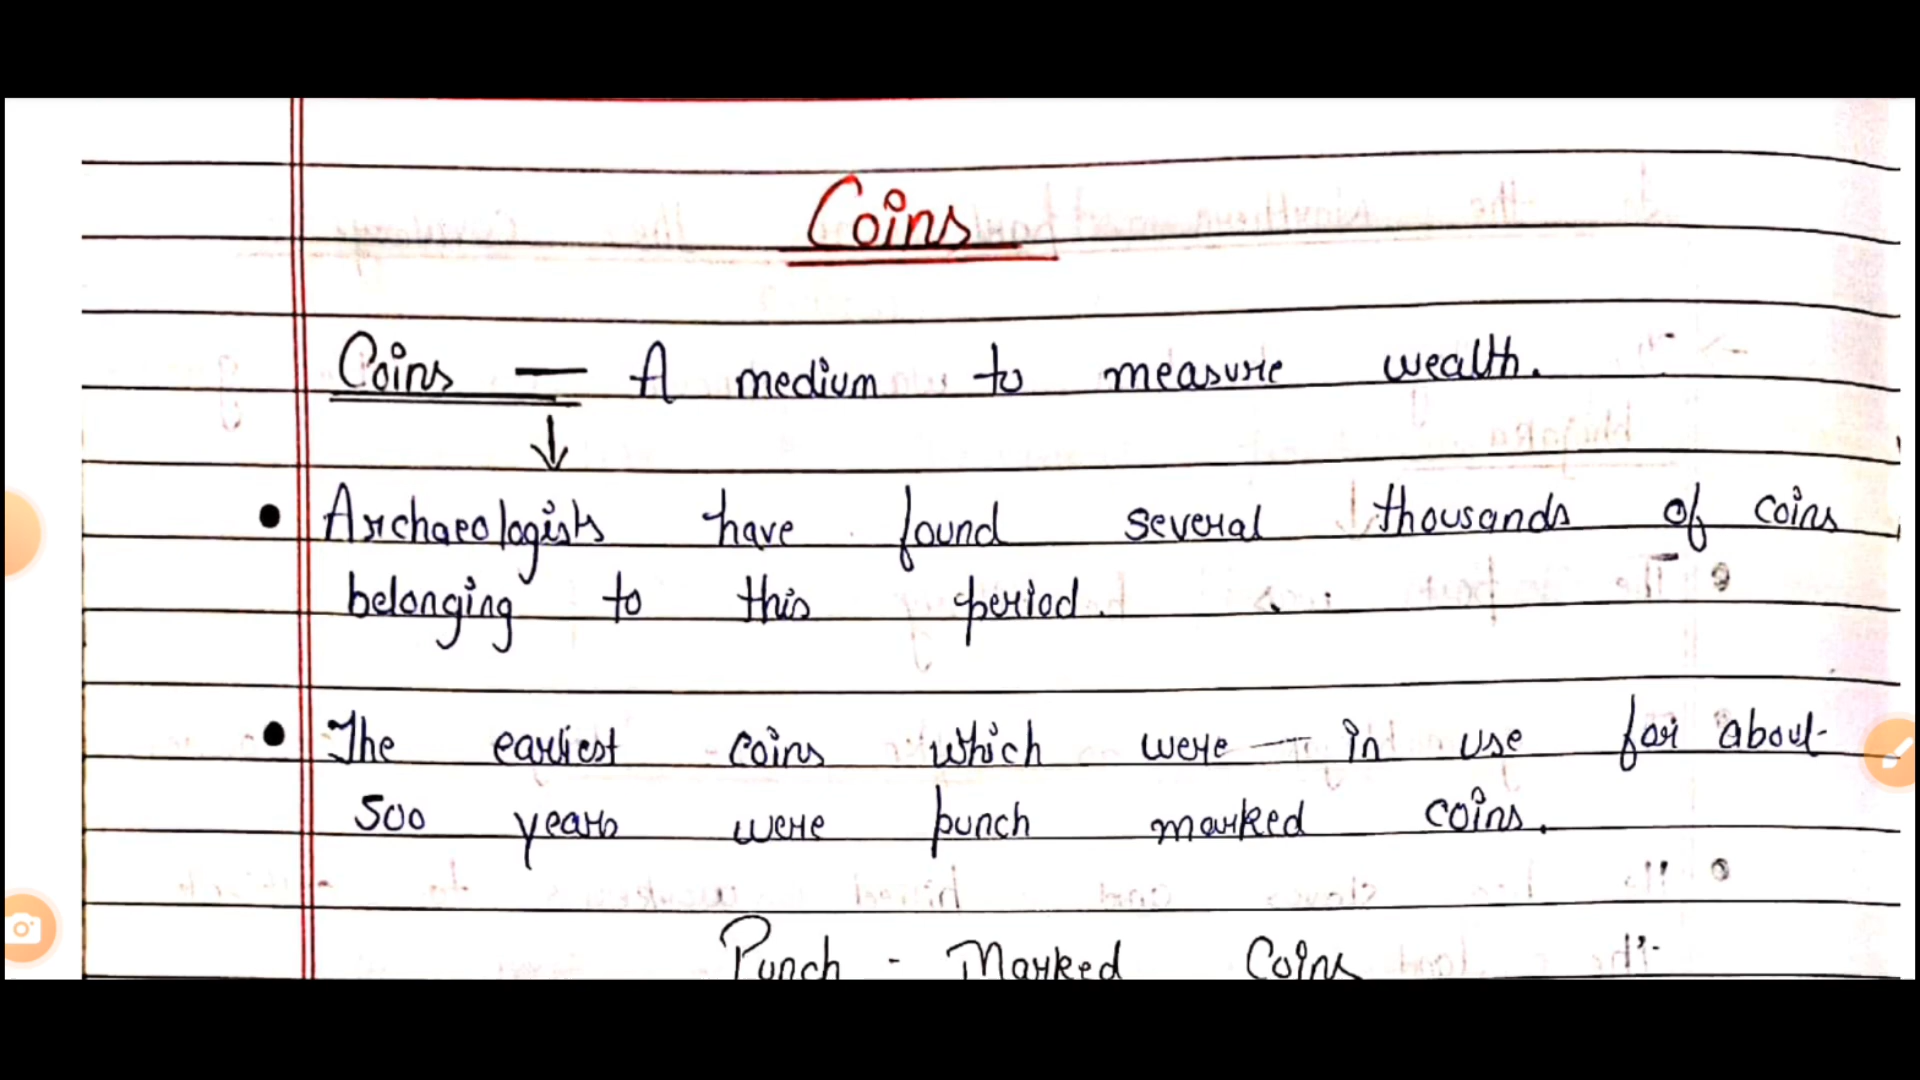 Coins
Coins — A medium to measure wealth.
Archaeologists have found several thousands of coins
belonging to this period.
The earliest coins which were in use for about
500 years were punch marked coins.
Punch - Marked Coins